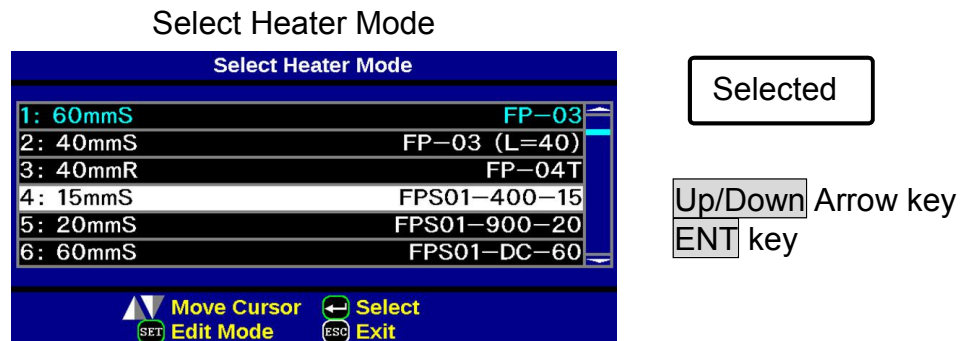 Select Heater Mode
Select Heater Mode
1: 60mmS FP-03
2: 40mmS FP-03 (L=40)
3: 40mmR FP-04T
4: 15mmS FPS01-400-15
5: 20mmS FPS01-900-20
6: 60mmS FPS01-DC-60
Move Cursor Select
SET Edit Mode ESC Exit
Selected
Up/Down Arrow key
ENT key